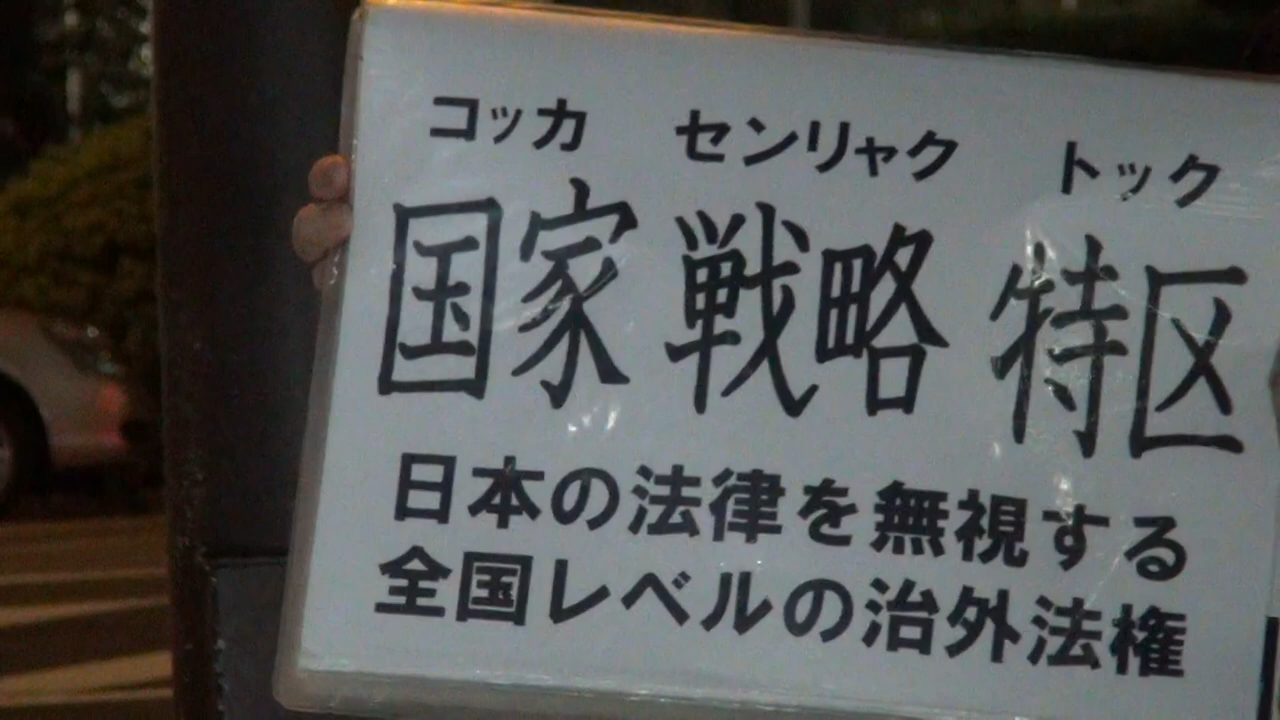 コッカ センリャク トック
国家 戦略 特区
日本の法律を無視する
全国レベルの治外法権